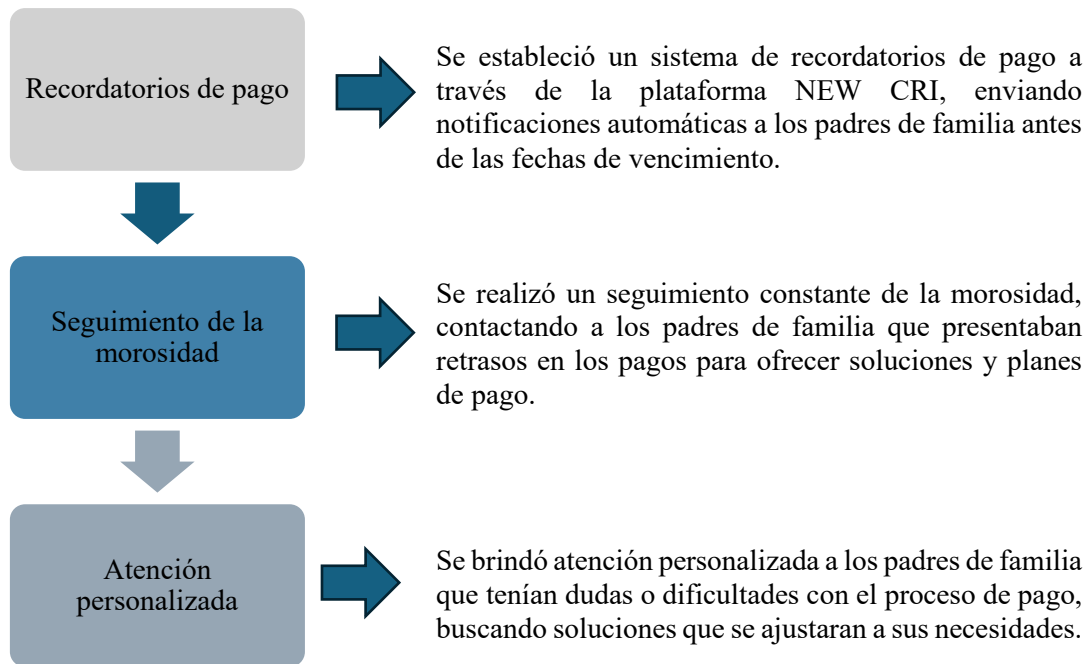 Recordatorios de pago
Se estableció un sistema de recordatorios de pago a
través de la plataforma NEW CRI, enviando
notificaciones automáticas a los padres de familia antes
de las fechas de vencimiento.
Seguimiento de la
morosidad
Se realizó un seguimiento constante de la morosidad,
contactando a los padres de familia que presentaban
retrasos en los pagos para ofrecer soluciones y planes
de pago.
Atención
personalizada
Se brindó atención personalizada a los padres de familia
que tenían dudas o dificultades con el proceso de pago,
buscando soluciones que se ajustaran a sus necesidades.